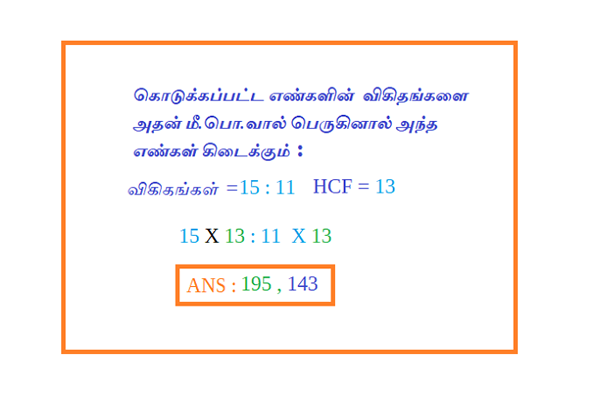 கொடுக்கப்பட்ட எண்களின் விகிதங்களை
அதன் மீ.பொ.வால் பெருகினால் அந்த
எண்கள் கிடைக்கும் :
விகிதங்கள் =15 : 11 HCF = 13
15 X 13 : 11 X 13
ANS : 195 , 143